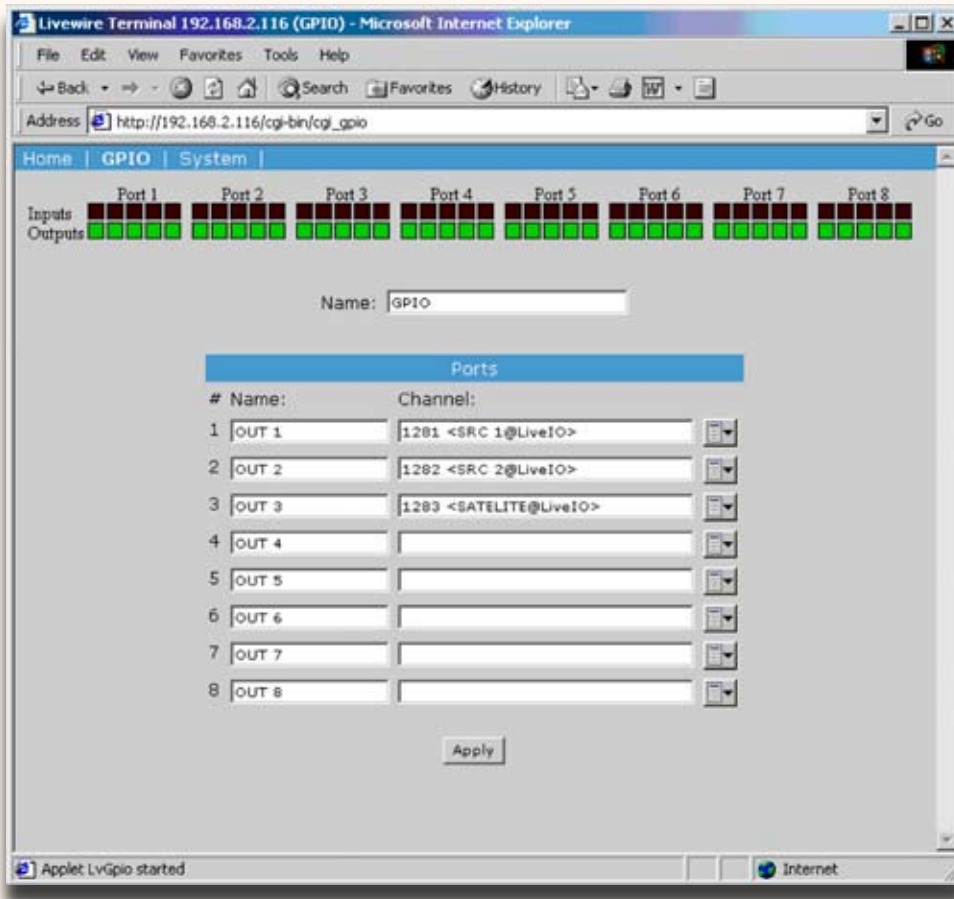 Livewire Terminal 192.168.2.116 (GPIO) - Microsoft Internet Explorer
File Edit View Favorites Tools Help
Back Search Favorites History
Address http://192.168.2.116/cgi-bin/cgi_gpio Go
Home | GPIO | System |
Port 1 Port 2 Port 3 Port 4 Port 5 Port 6 Port 7 Port 8
Inputs
Outputs
Name: GPIO
Ports
# Name: Channel:
1 OUT 1 1281 <SRC 1@LiveIO>
2 OUT 2 1282 <SRC 2@LiveIO>
3 OUT 3 1283 <SATELITE@LiveIO>
4 OUT 4
5 OUT 5
6 OUT 6
7 OUT 7
8 OUT 8
Apply
Applet LvGpio started Internet